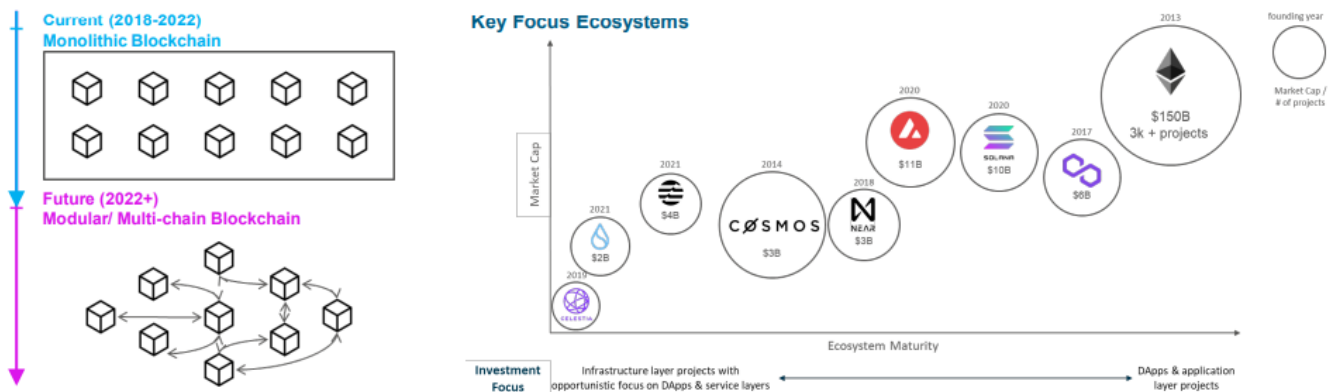 Current (2018-2022)
Monolithic Blockchain
Future (2022+)
Modular/ Multi-chain Blockchain
Key Focus Ecosystems
founding year
Market Cap /
# of projects
Market Cap
2019
CELESTIA
2021
$2B
2021
$4B
2014
COSMOS
$3B
2018
NEAR
$3B
2020
$11B
2020
SOLANA
$10B
2017
$6B
2013
$150B
3k + projects
Ecosystem Maturity
Investment
Focus
Infrastructure layer projects with
opportunistic focus on DApps & service layers
DApps & application
layer projects